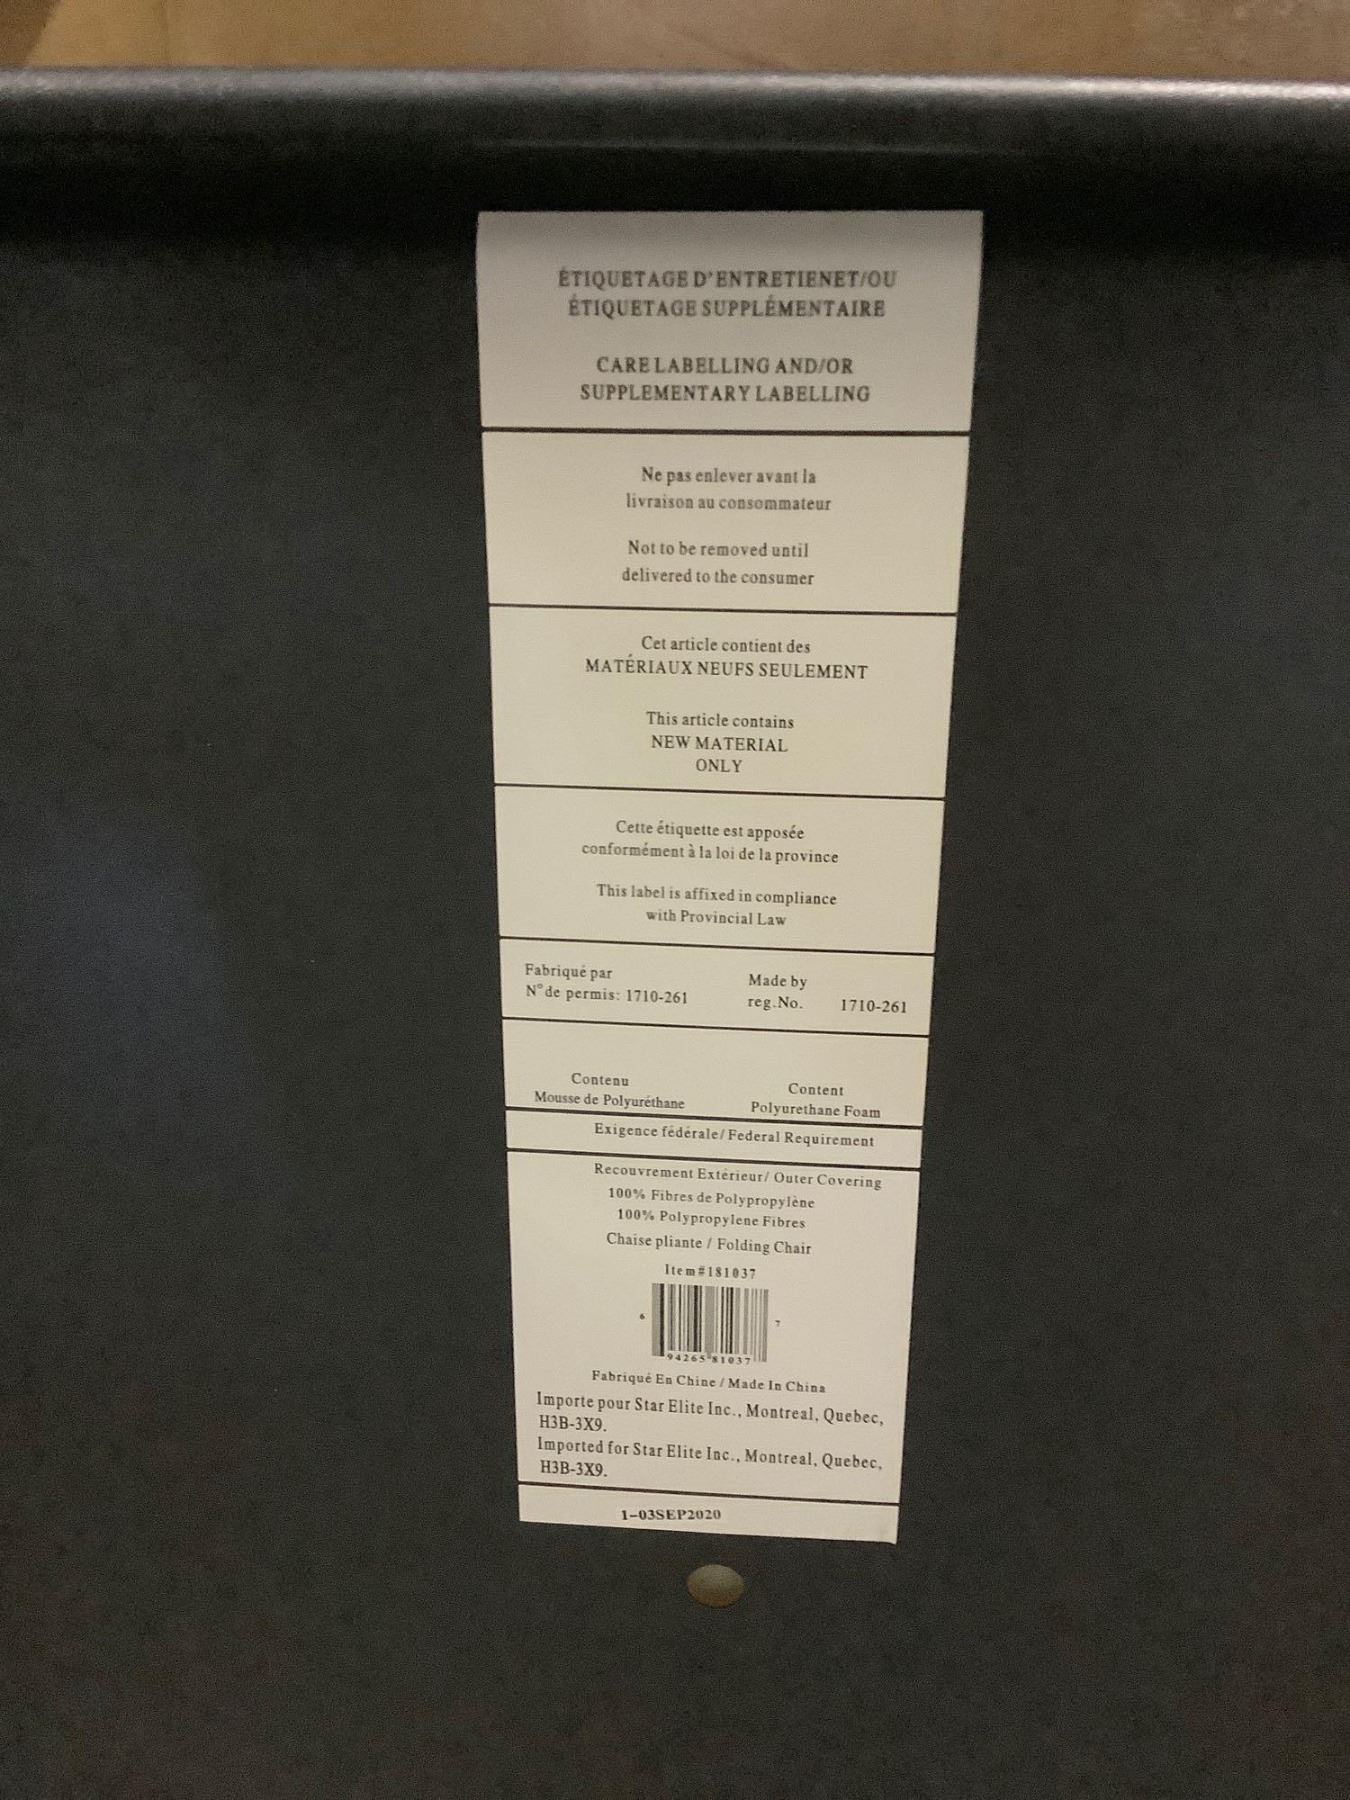 ÉTIQUETAGE D'ENTRETIENET/OU
ÉTIQUETAGE SUPPLÉMENTAIRE
CARE LABELLING AND/OR
SUPPLEMENTARY LABELLING
Ne pas enlever avant la
livraison au consommateur
Not to be removed until
delivered to the consumer
Cet article contient des
MATÉRIAUX NEUFS SEULEMENT
This article contains
NEW MATERIAL
ONLY
Cette étiquette est apposée
conformément à la loi de la province
This label is affixed in compliance
with Provincial Law
Fabriqué par
N° de permis: 1710-261
Made by
reg.No. 1710-261
Contenu
Mousse de Polyuréthane
Content
Polyurethane Foam
Exigence fédérale/ Federal Requirement
Recouvrement Extérieur/ Outer Covering
100% Fibres de Polypropylène
100% Polypropylene Fibres
Chaise pliante / Folding Chair
Item#181037
6 94265 81037 7
Fabriqué En Chine / Made In China
Importe pour Star Elite Inc., Montreal, Quebec,
H3B-3X9.
Imported for Star Elite Inc., Montreal, Quebec,
H3B-3X9.
1-03SEP2020